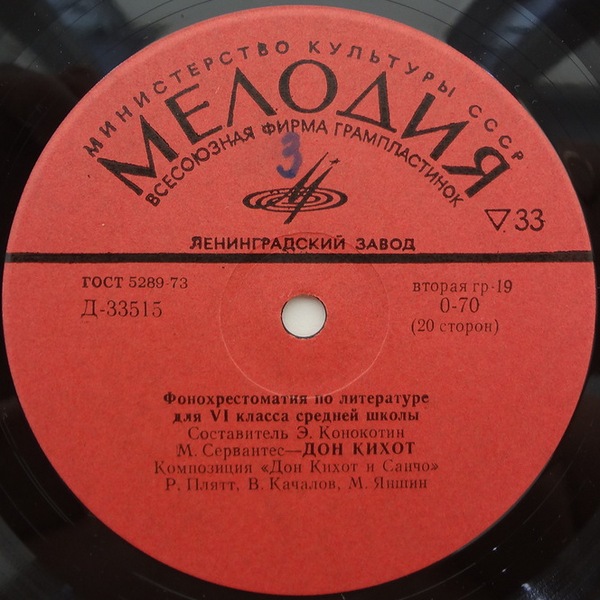 МИНИСТЕРСТВО КУЛЬТУРЫ СССР
МЕЛОДИЯ
ВСЕСОЮЗНАЯ ФИРМА ГРАМПЛАСТИНОК
3
33
ЛЕНИНГРАДСКИЙ ЗАВОД
ГОСТ 5289-73
Д-33515
вторая гр-19
0-70
(20 сторон)
Фонохрестоматия по литературе
для VI класса средней школы
Составитель Э. Конокотин
М. Сервантес—ДОН КИХОТ
Композиция «Дон Кихот и Санчо»
Р. Плятт, В. Качалов, М. Яншин